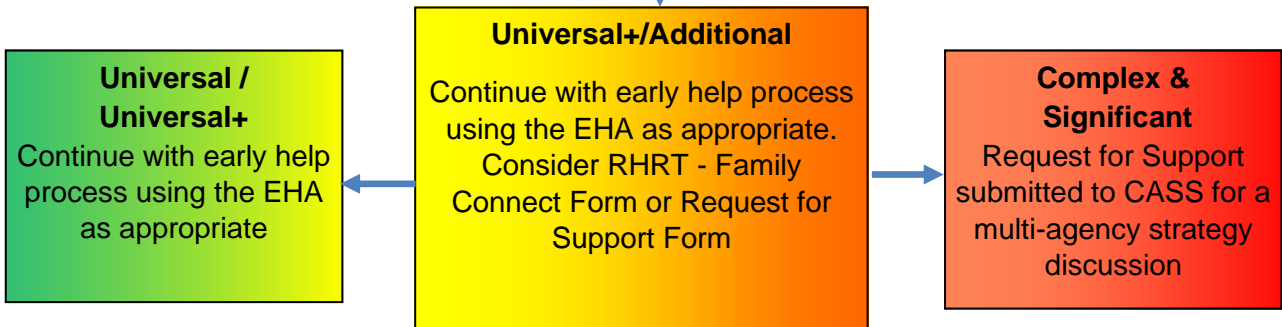 Universal /
Universal+
Continue with early help
process using the EHA
as appropriate
Universal+/Additional
Continue with early help process
using the EHA as appropriate.
Consider RHRT - Family
Connect Form or Request for
Support Form
Complex &
Significant
Request for Support
submitted to CASS for a
multi-agency strategy
discussion